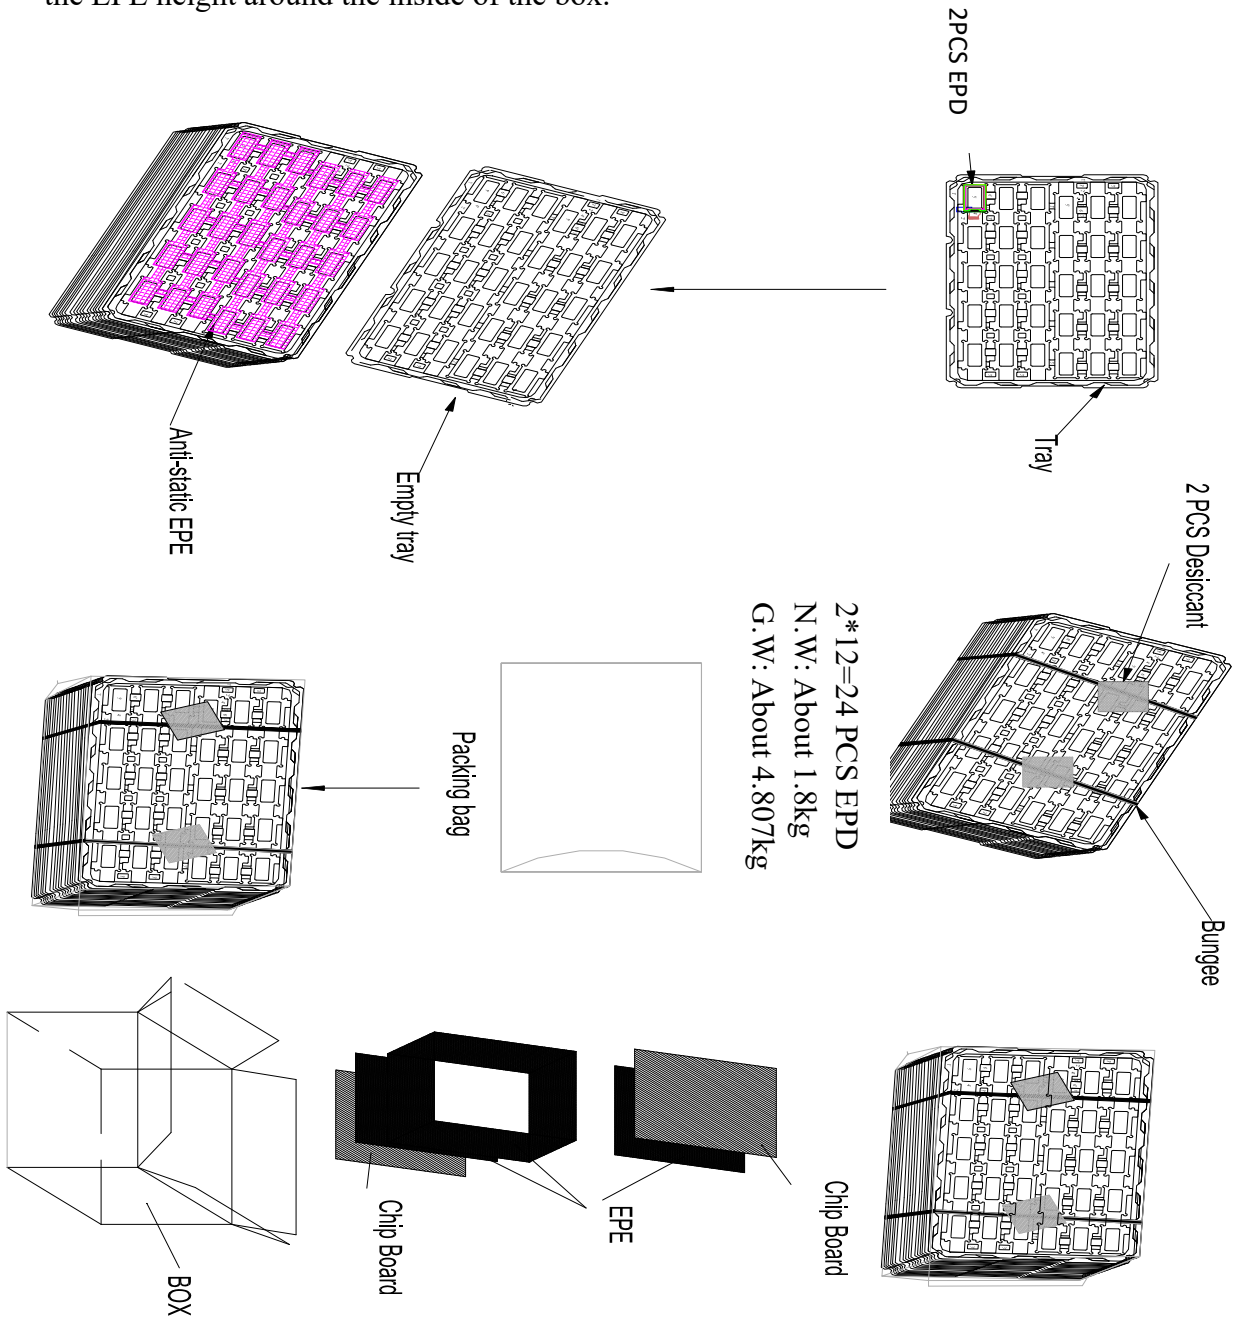 the EPE height around the inside of the box.
2PCS EPD
Tray
Empty tray
Anti-static EPE
2 PCS Desiccant
Bungee
2*12=24 PCS EPD
N.W: About 1.8kg
G.W: About 4.807kg
Packing bag
Chip Board
EPE
Chip Board
BOX